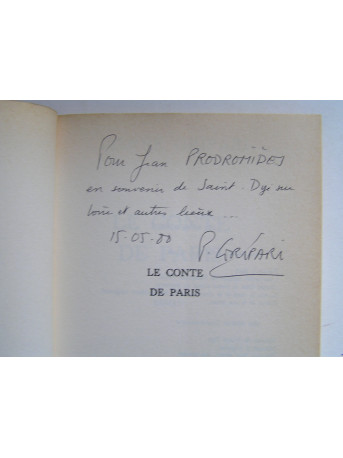 Pour Jean PRODROMIDES
en souvenir de Saint-Dyé sur
Loire et autres lieux...
15-05-80 P. GRIPARI
LE CONTE
DE PARIS